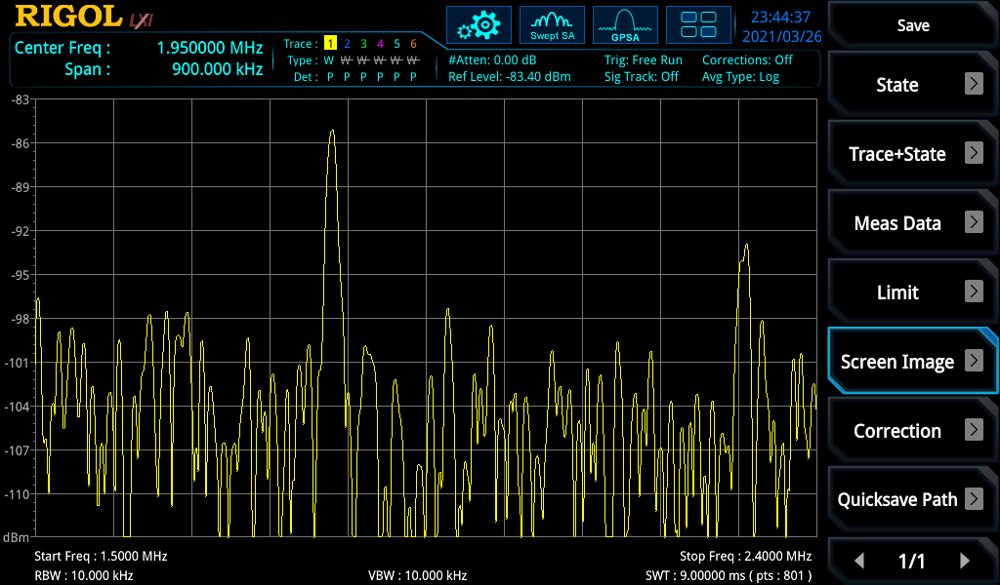 RIGOL LXI
Center Freq : 1.950000 MHz
Span : 900.000 kHz
Trace : 1 2 3 4 5 6
Type : W W W W W W
Det : P P P P P P
Swept SA
GPSA
23:44:37
2021/03/26
#Atten: 0.00 dB
Ref Level: -83.40 dBm
Trig: Free Run
Sig Track: Off
Corrections: Off
Avg Type: Log
-83
-86
-89
-92
-95
-98
-101
-104
-107
-110
dBm
Start Freq : 1.5000 MHz
Stop Freq : 2.4000 MHz
RBW : 10.000 kHz
VBW : 10.000 kHz
SWT : 9.00000 ms ( pts : 801 )
Save
State
Trace+State
Meas Data
Limit
Screen Image
Correction
Quicksave Path
1/1